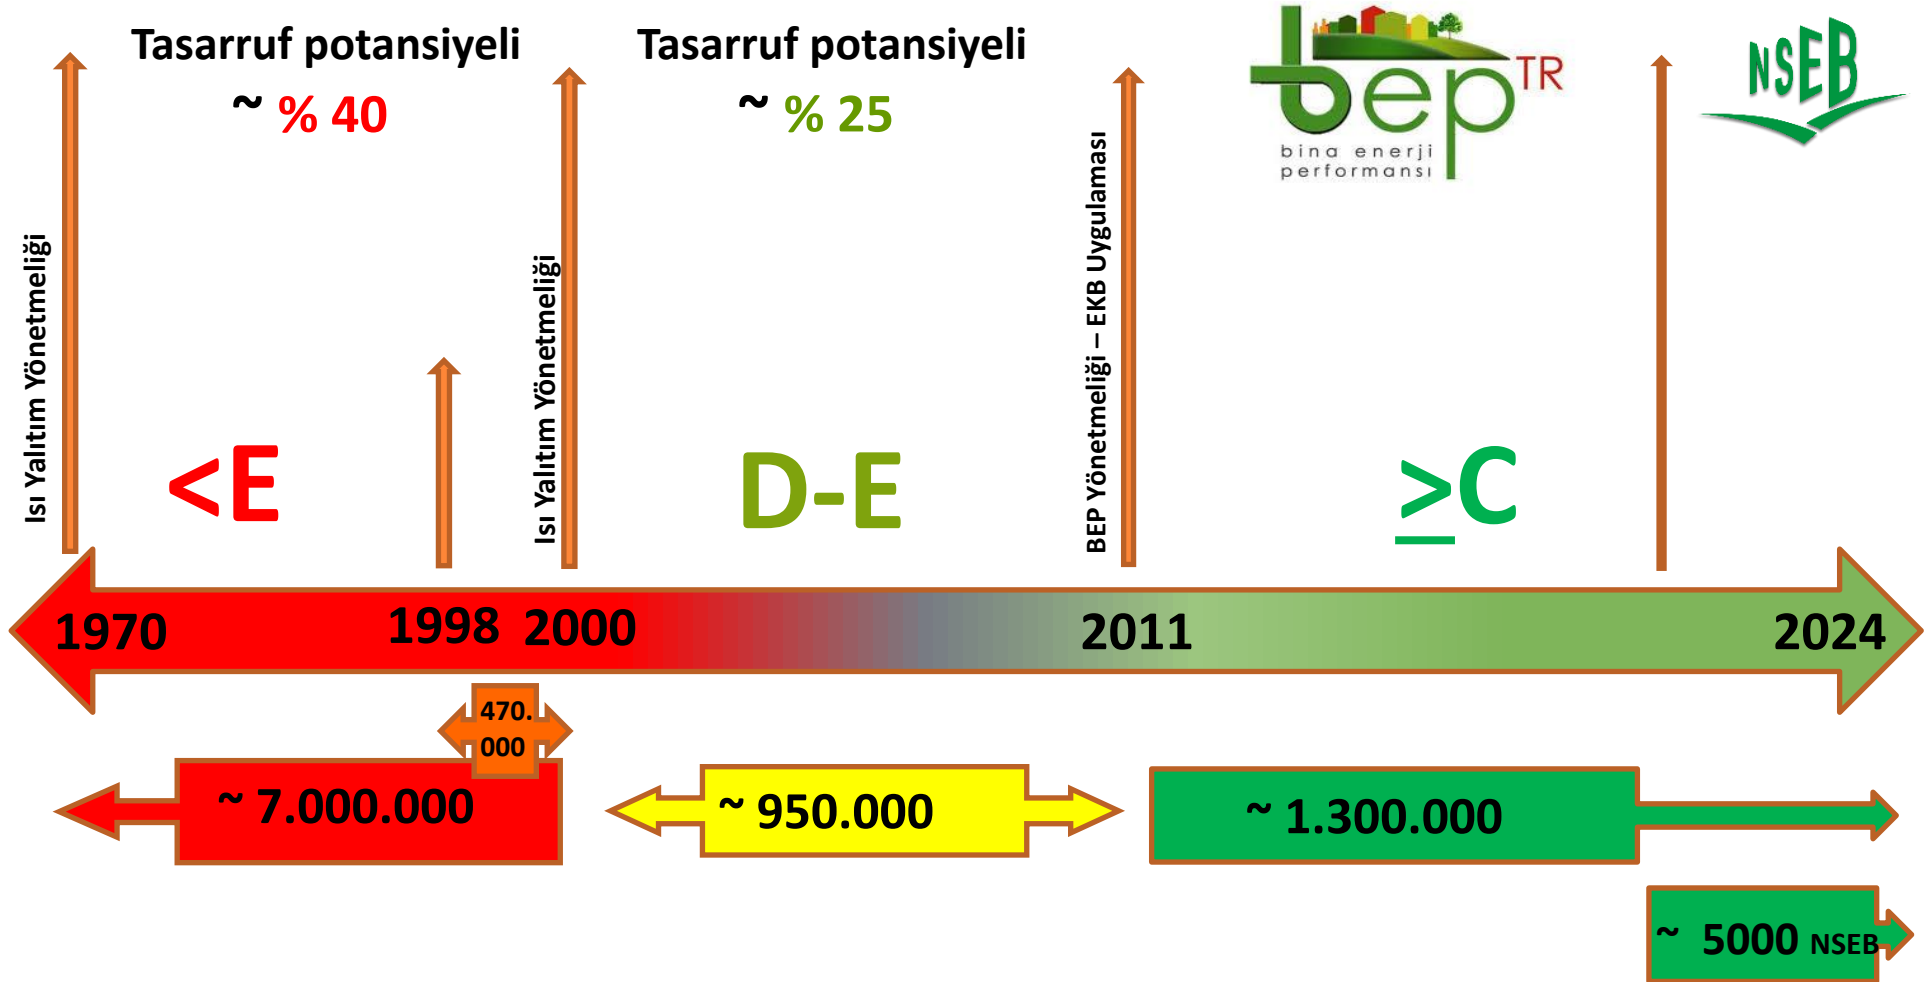 Tasarruf potansiyeli
~ % 40
Tasarruf potansiyeli
~ % 25
bep TR
bina enerji
performansı
NSEB
Isı Yalıtım Yönetmeliği
Isı Yalıtım Yönetmeliği
BEP Yönetmeliği – EKB Uygulaması
<E
D-E
≥C
1970
1998
2000
2011
2024
470.
000
~ 7.000.000
~ 950.000
~ 1.300.000
~ 5000 NSEB